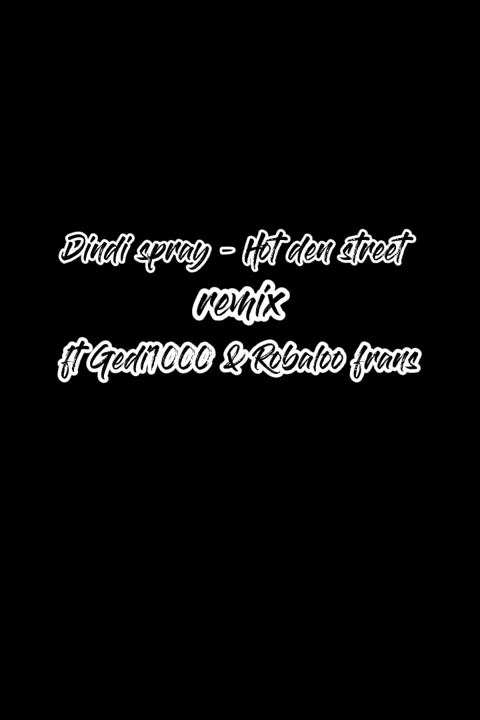 Dindi spray - Hot den street
remix
ft Gedi1000 & Robaloo frans